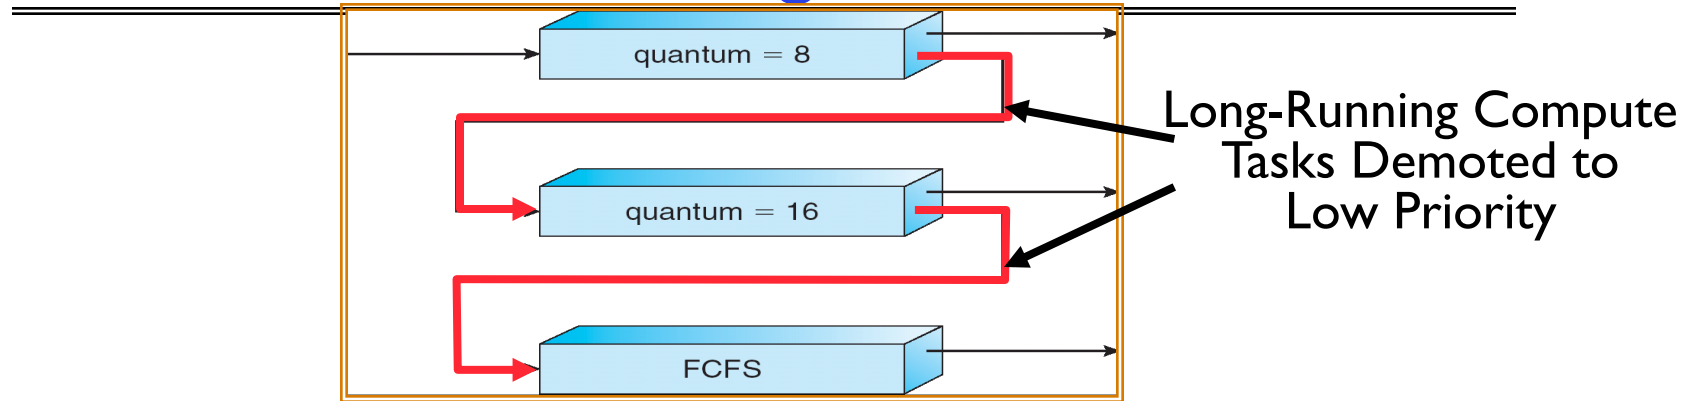 quantum = 8
Long-Running Compute
Tasks Demoted to
Low Priority
quantum = 16
FCFS